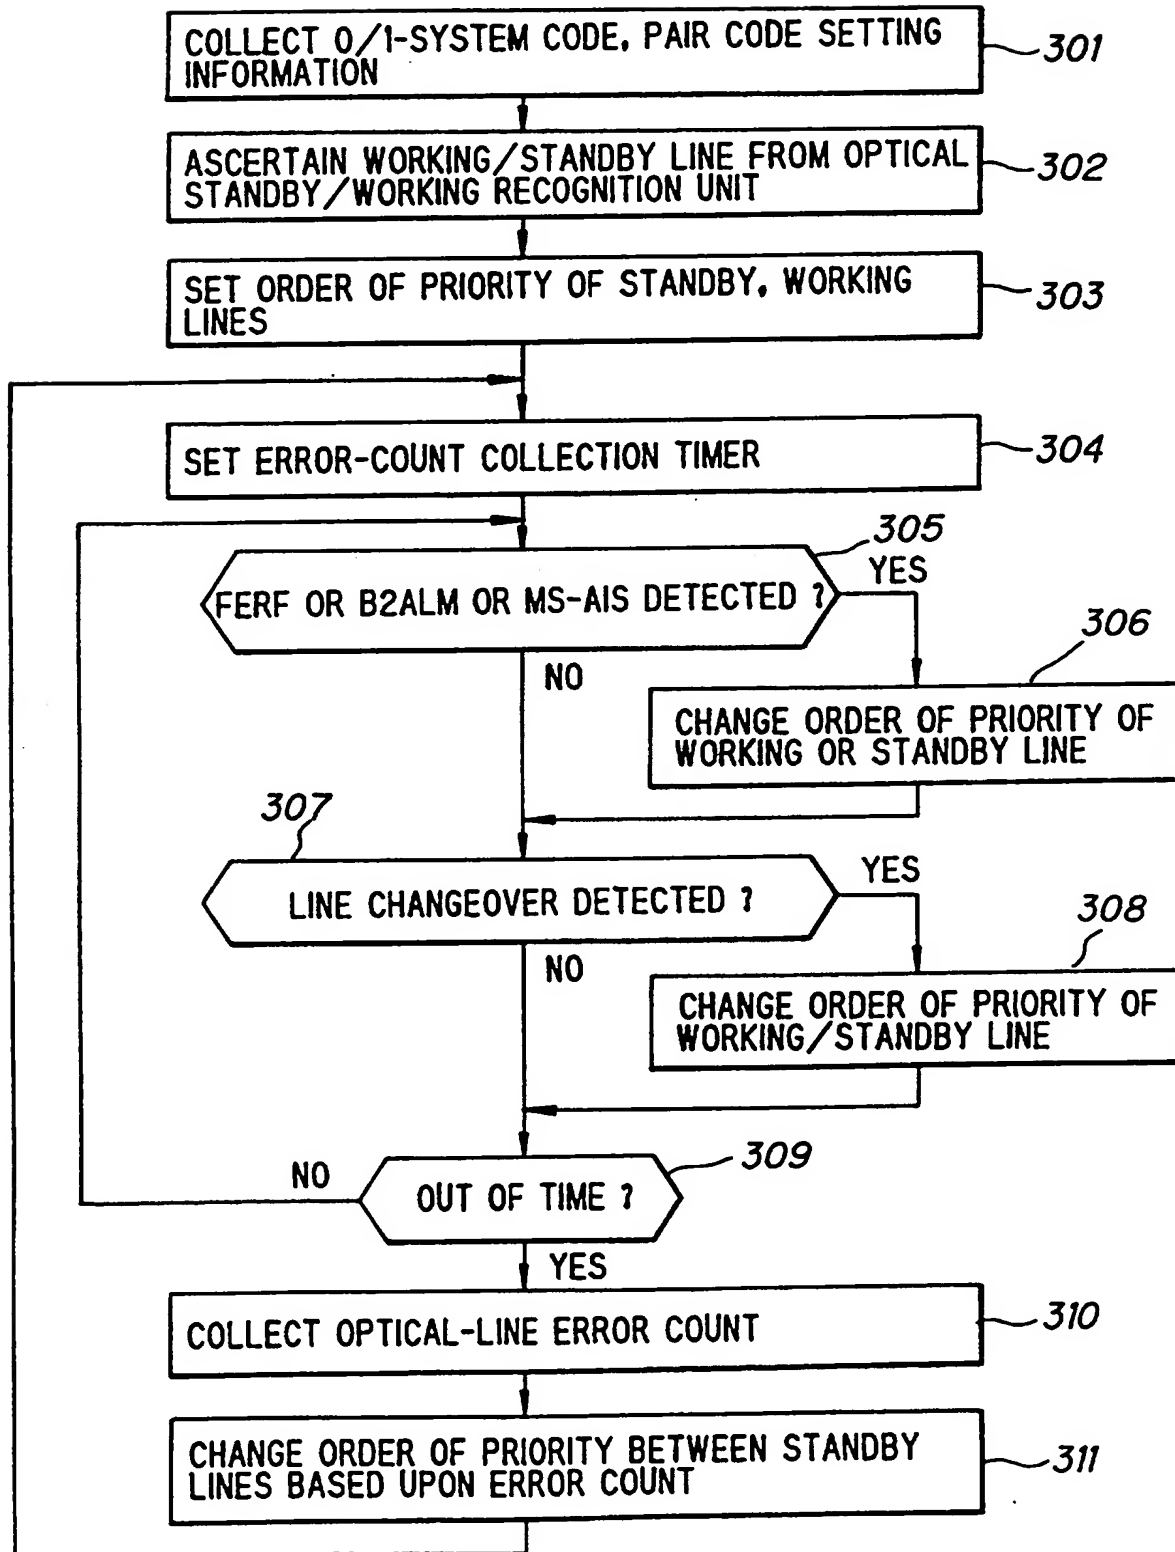 COLLECT 0/1-SYSTEM CODE, PAIR CODE SETTING
INFORMATION
301
ASCERTAIN WORKING/STANDBY LINE FROM OPTICAL
STANDBY/WORKING RECOGNITION UNIT
302
SET ORDER OF PRIORITY OF STANDBY, WORKING
LINES
303
SET ERROR-COUNT COLLECTION TIMER
304
305
FERF OR B2ALM OR MS-AIS DETECTED ?
YES
NO
306
CHANGE ORDER OF PRIORITY OF
WORKING OR STANDBY LINE
307
LINE CHANGEOVER DETECTED ?
YES
NO
308
CHANGE ORDER OF PRIORITY OF
WORKING/STANDBY LINE
309
OUT OF TIME ?
NO
YES
COLLECT OPTICAL-LINE ERROR COUNT
310
CHANGE ORDER OF PRIORITY BETWEEN STANDBY
LINES BASED UPON ERROR COUNT
311